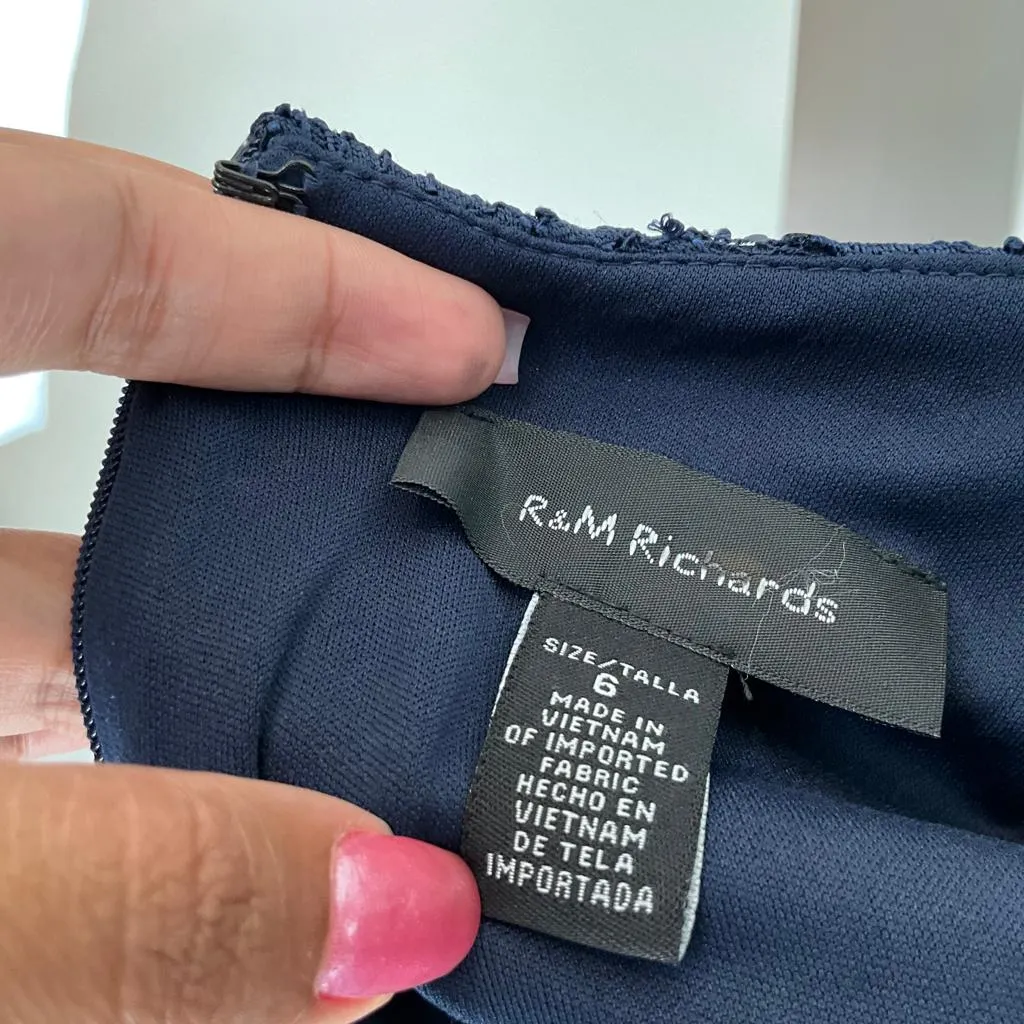 R&M Richards
SIZE/TALLA
6
MADE IN
VIETNAM
OF IMPORTED
FABRIC
HECHO EN
VIETNAM
DE TELA
IMPORTADA